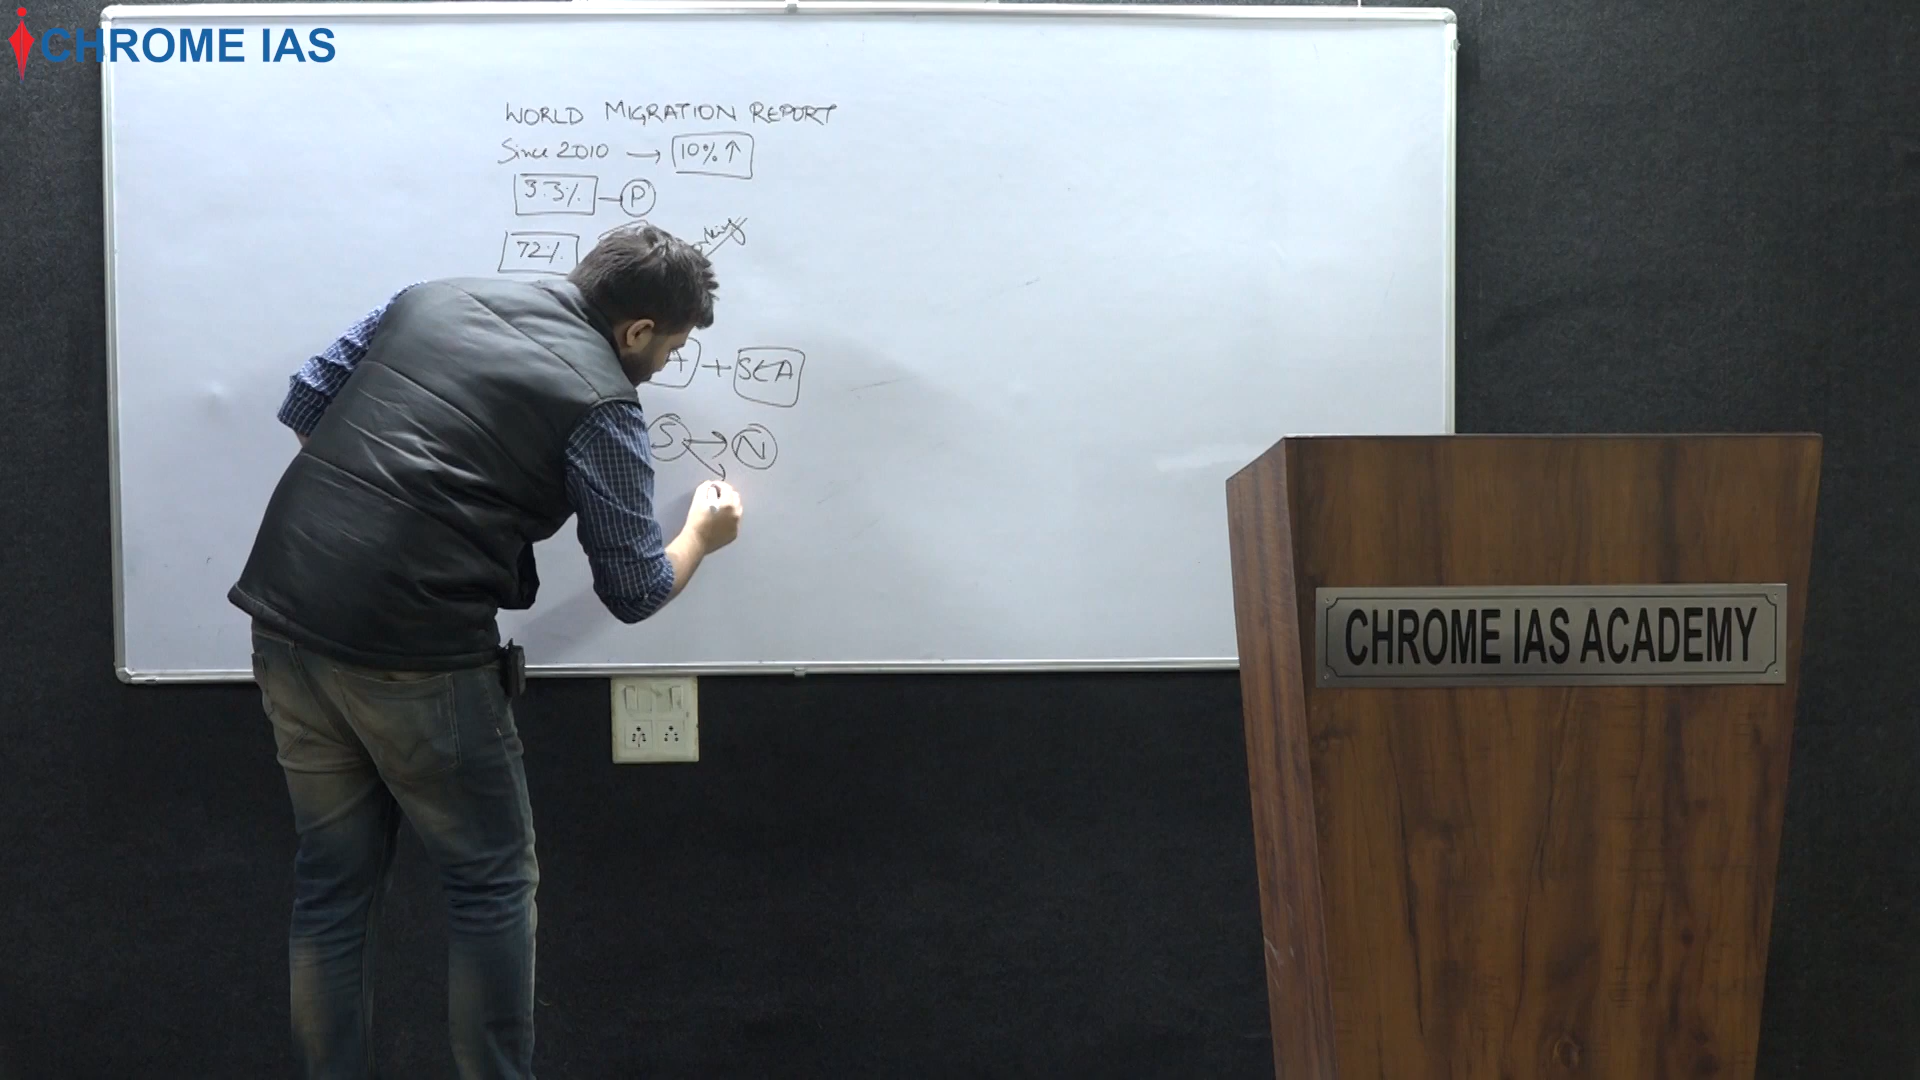 CHROME IAS
WORLD MIGRATION REPORT
Since 2010 → 10% ↑
3.3% — P
72%
A + SEA
S → N
CHROME IAS ACADEMY